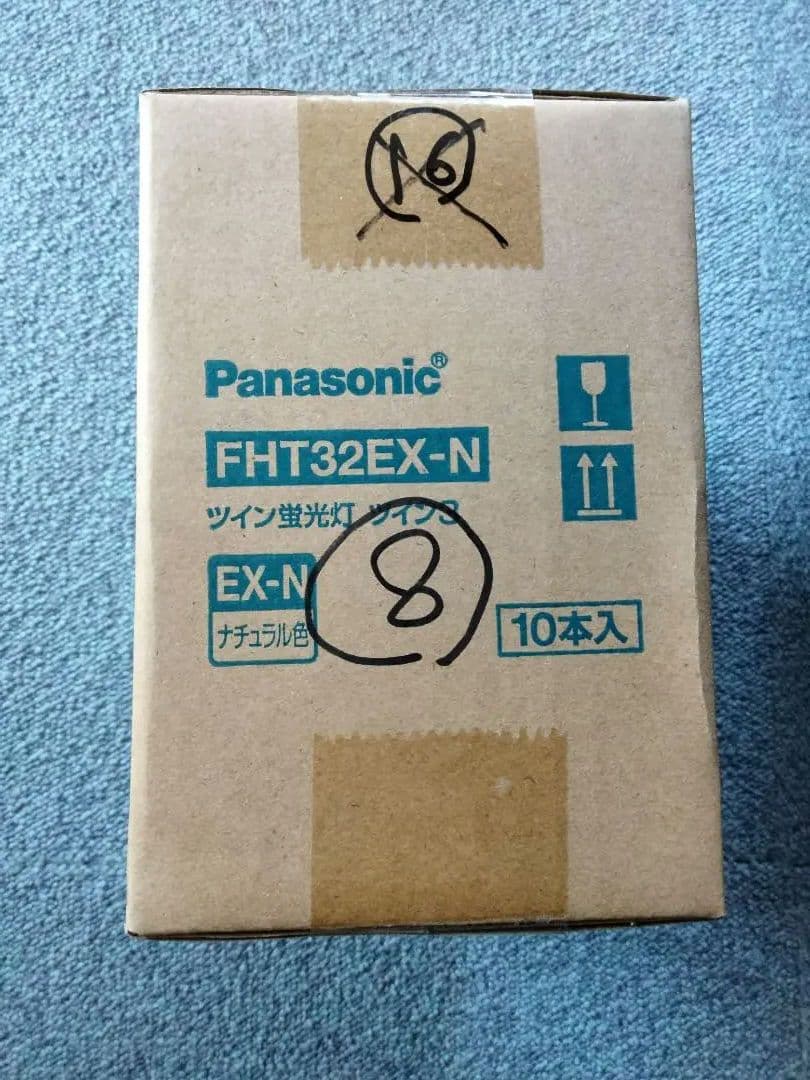 16
Panasonic®
FHT32EX-N
ツイン蛍光灯 ツイン3
8
EX-N
ナチュラル色
10本入